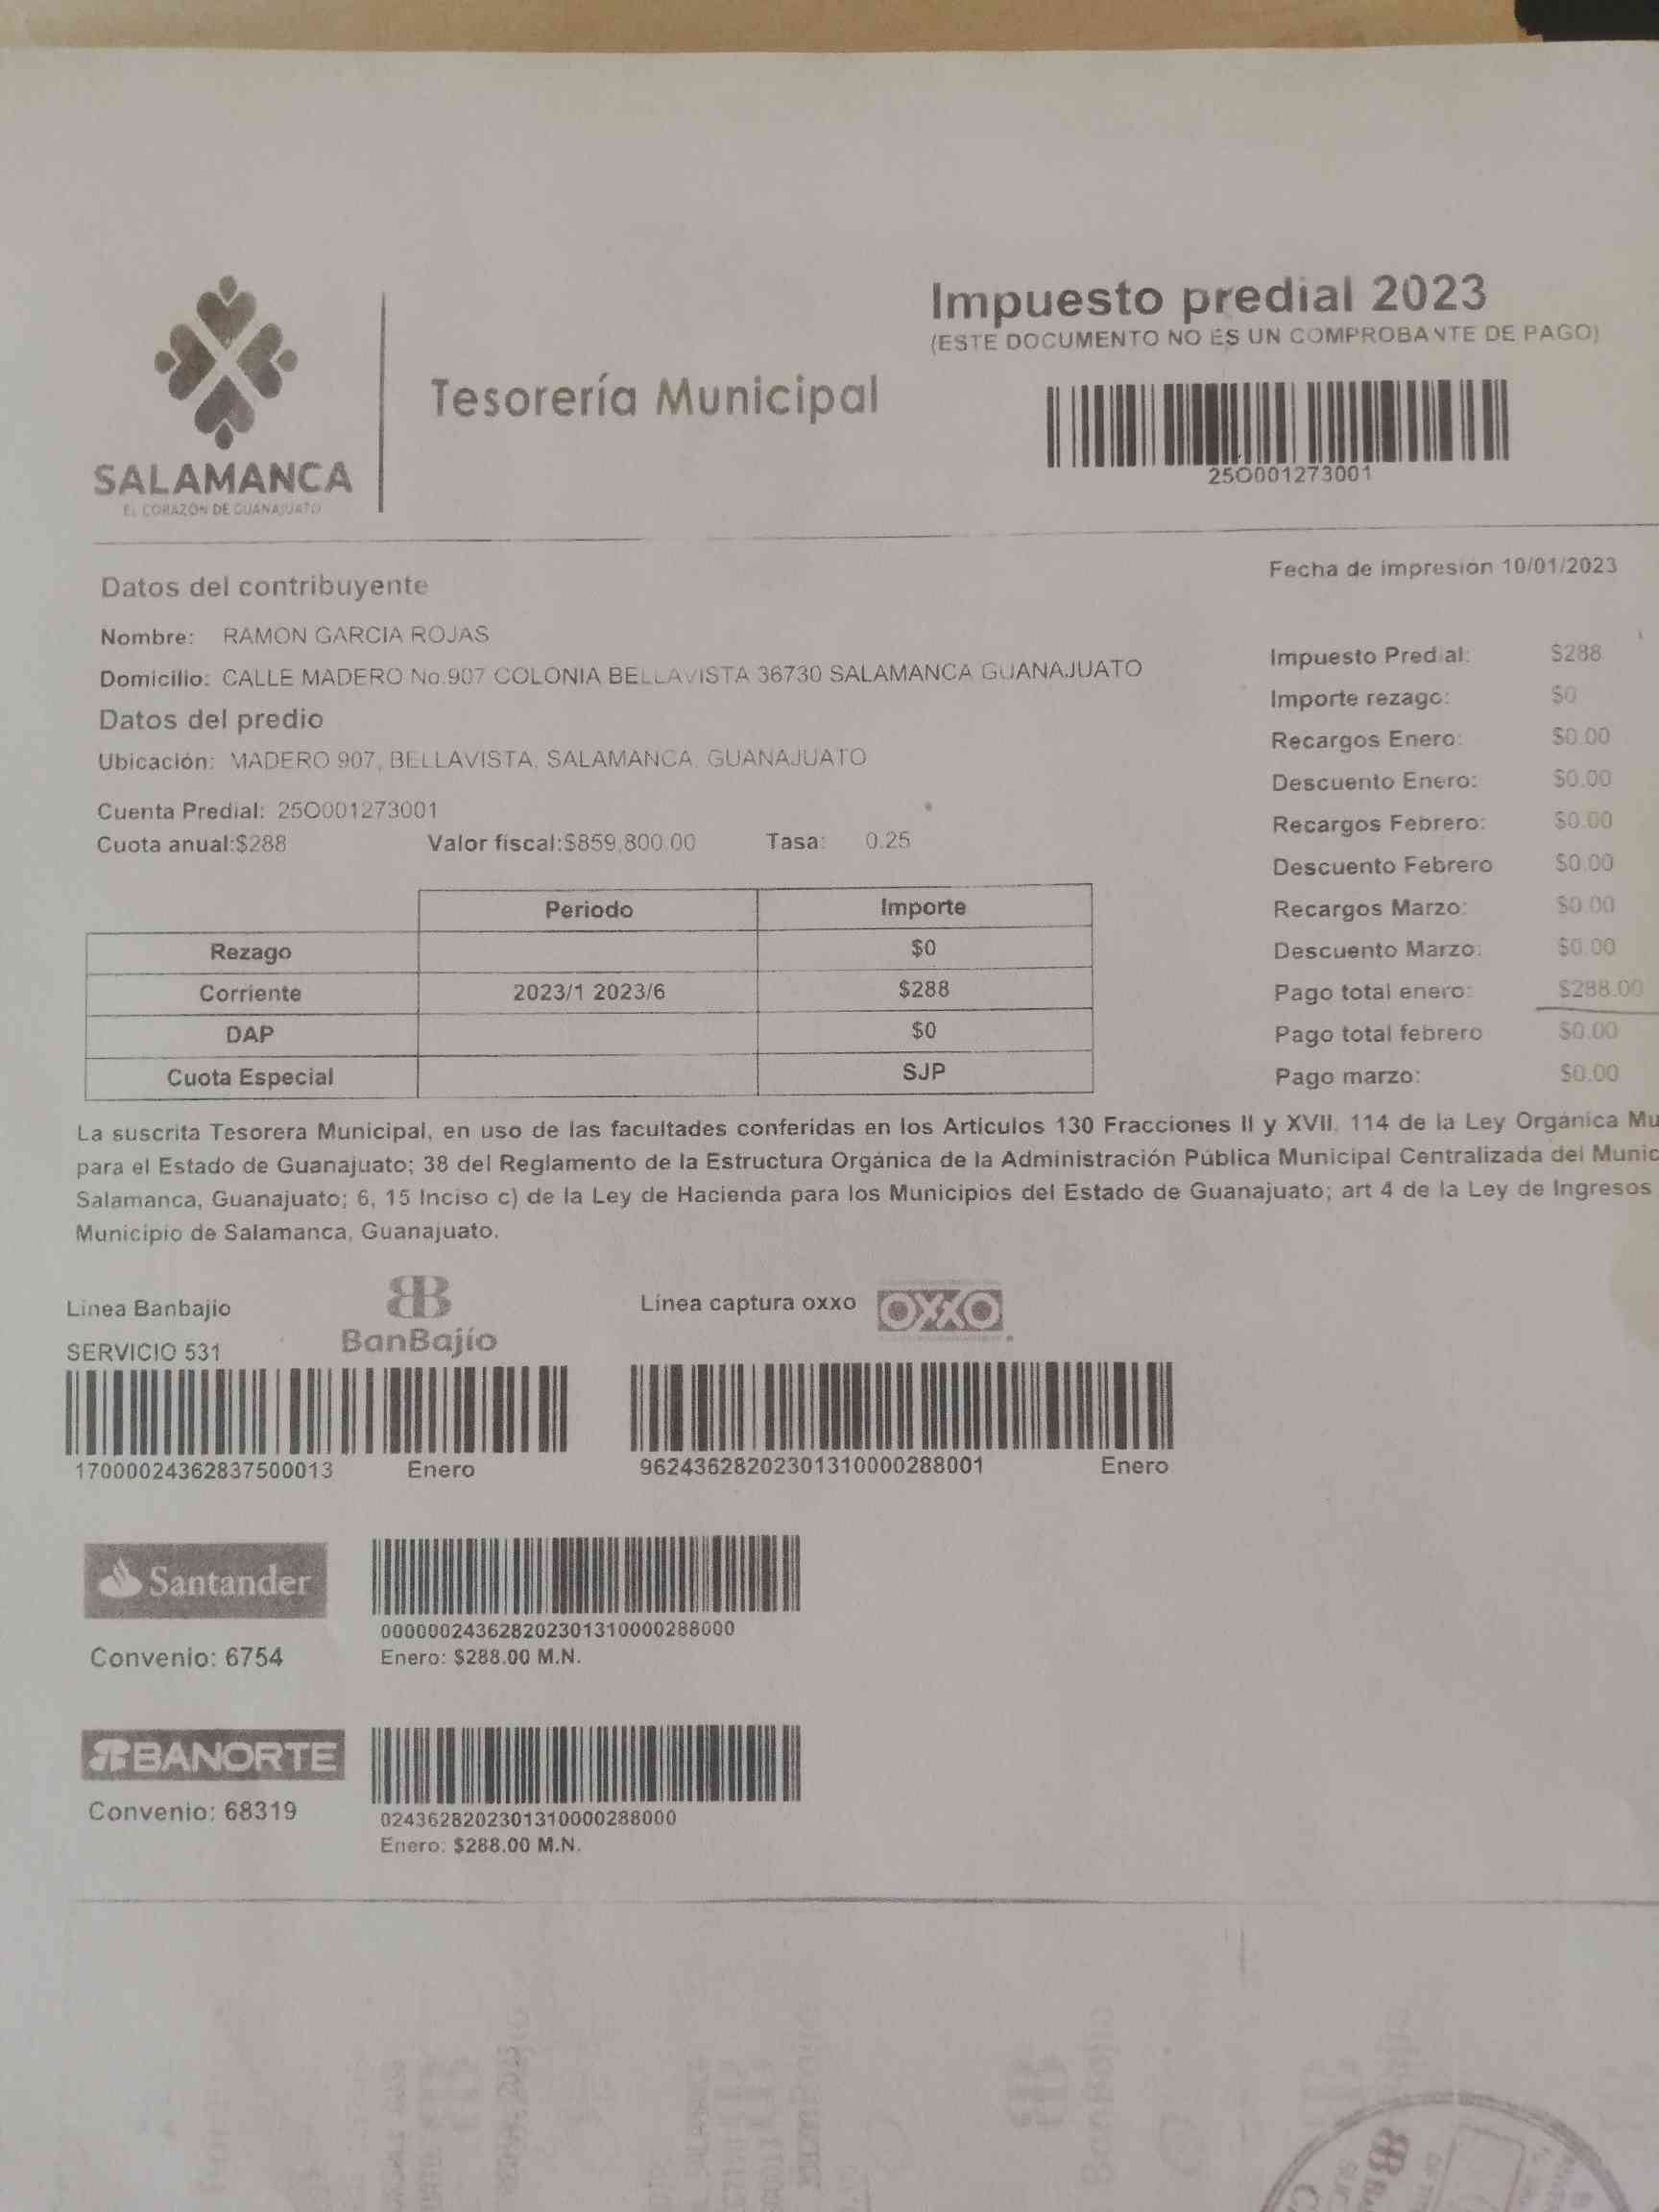 Impuesto predial 2023
(ESTE DOCUMENTO NO ES UN COMPROBANTE DE PAGO)
Tesorería Municipal
25O001273001
SALAMANCA
EL CORAZÓN DE GUANAJUATO
Fecha de impresión 10/01/2023
Datos del contribuyente
Nombre: RAMON GARCIA ROJAS
Domicilio: CALLE MADERO No.907 COLONIA BELLAVISTA 36730 SALAMANCA GUANAJUATO
Datos del predio
Ubicación: MADERO 907, BELLAVISTA, SALAMANCA, GUANAJUATO
Cuenta Predial: 25O001273001
Cuota anual:$288 Valor fiscal:$859,800.00 Tasa: 0.25
Periodo Importe
Rezago $0
Corriente 2023/1 2023/6 $288
DAP $0
Cuota Especial SJP
Impuesto Predial: $288
Importe rezago: $0
Recargos Enero: $0.00
Descuento Enero: $0.00
Recargos Febrero: $0.00
Descuento Febrero $0.00
Recargos Marzo: $0.00
Descuento Marzo: $0.00
Pago total enero: $288.00
Pago total febrero $0.00
Pago marzo: $0.00
La suscrita Tesorera Municipal, en uso de las facultades conferidas en los Artículos 130 Fracciones II y XVII, 114 de la Ley Orgánica Mu
para el Estado de Guanajuato; 38 del Reglamento de la Estructura Orgánica de la Administración Pública Municipal Centralizada del Munic
Salamanca, Guanajuato; 6, 15 Inciso c) de la Ley de Hacienda para los Municipios del Estado de Guanajuato; art 4 de la Ley de Ingresos
Municipio de Salamanca, Guanajuato.
Línea Banbajío
BanBajío
SERVICIO 531
17000024362837500013 Enero
Línea captura oxxo OXXO
962436282023013100002880​01 Enero
Santander
Convenio: 6754
000000243628202301310000288000
Enero: $288.00 M.N.
BANORTE
Convenio: 68319
0243628202301310000288000
Enero: $288.00 M.N.